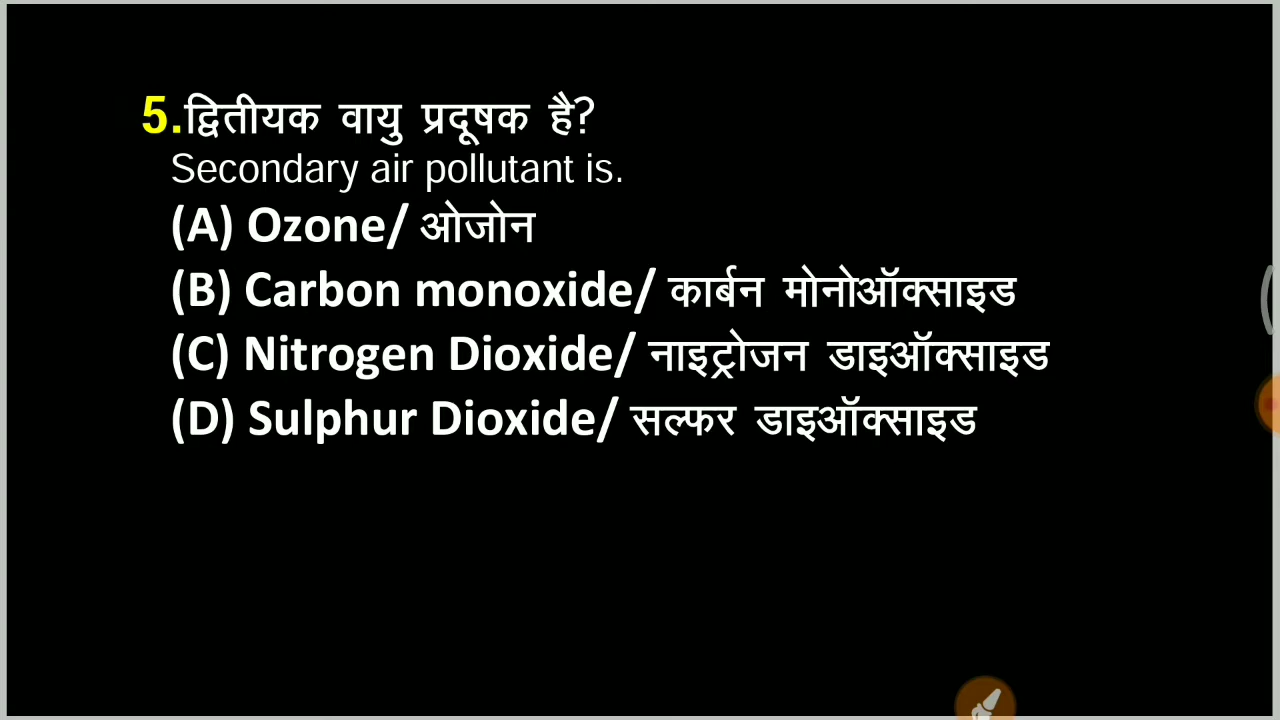 5.द्वितीयक वायु प्रदूषक है?
Secondary air pollutant is.
(A) Ozone/ ओजोन
(B) Carbon monoxide/ कार्बन मोनोऑक्साइड
(C) Nitrogen Dioxide/ नाइट्रोजन डाइऑक्साइड
(D) Sulphur Dioxide/ सल्फर डाइऑक्साइड